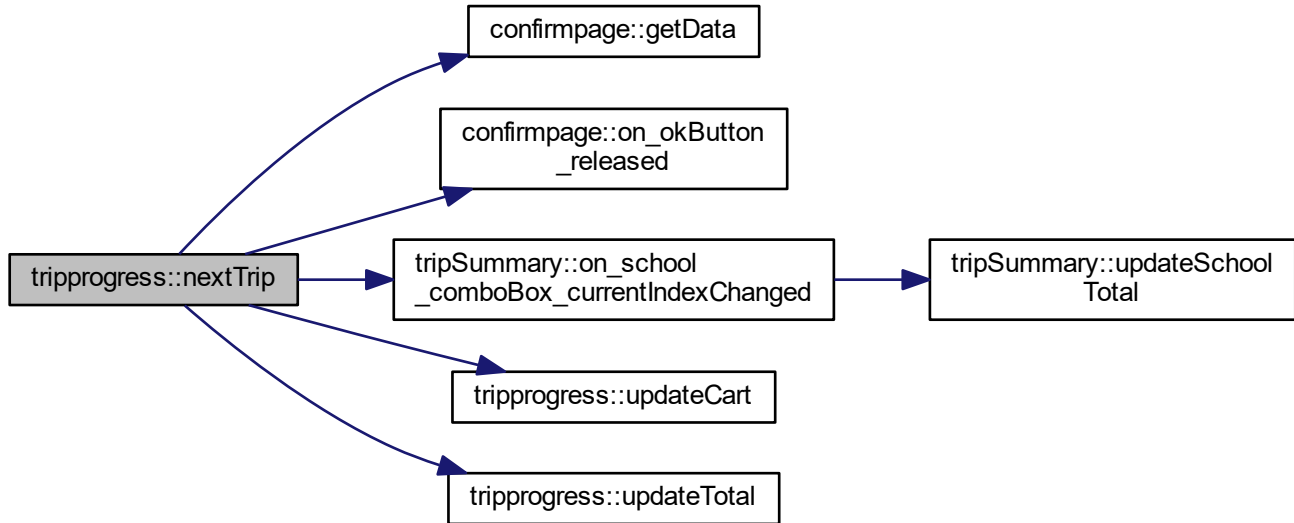 confirmpage::getData
confirmpage::on_okButton
_released
tripprogress::nextTrip
tripSummary::on_school
_comboBox_currentIndexChanged
tripSummary::updateSchool
Total
tripprogress::updateCart
tripprogress::updateTotal